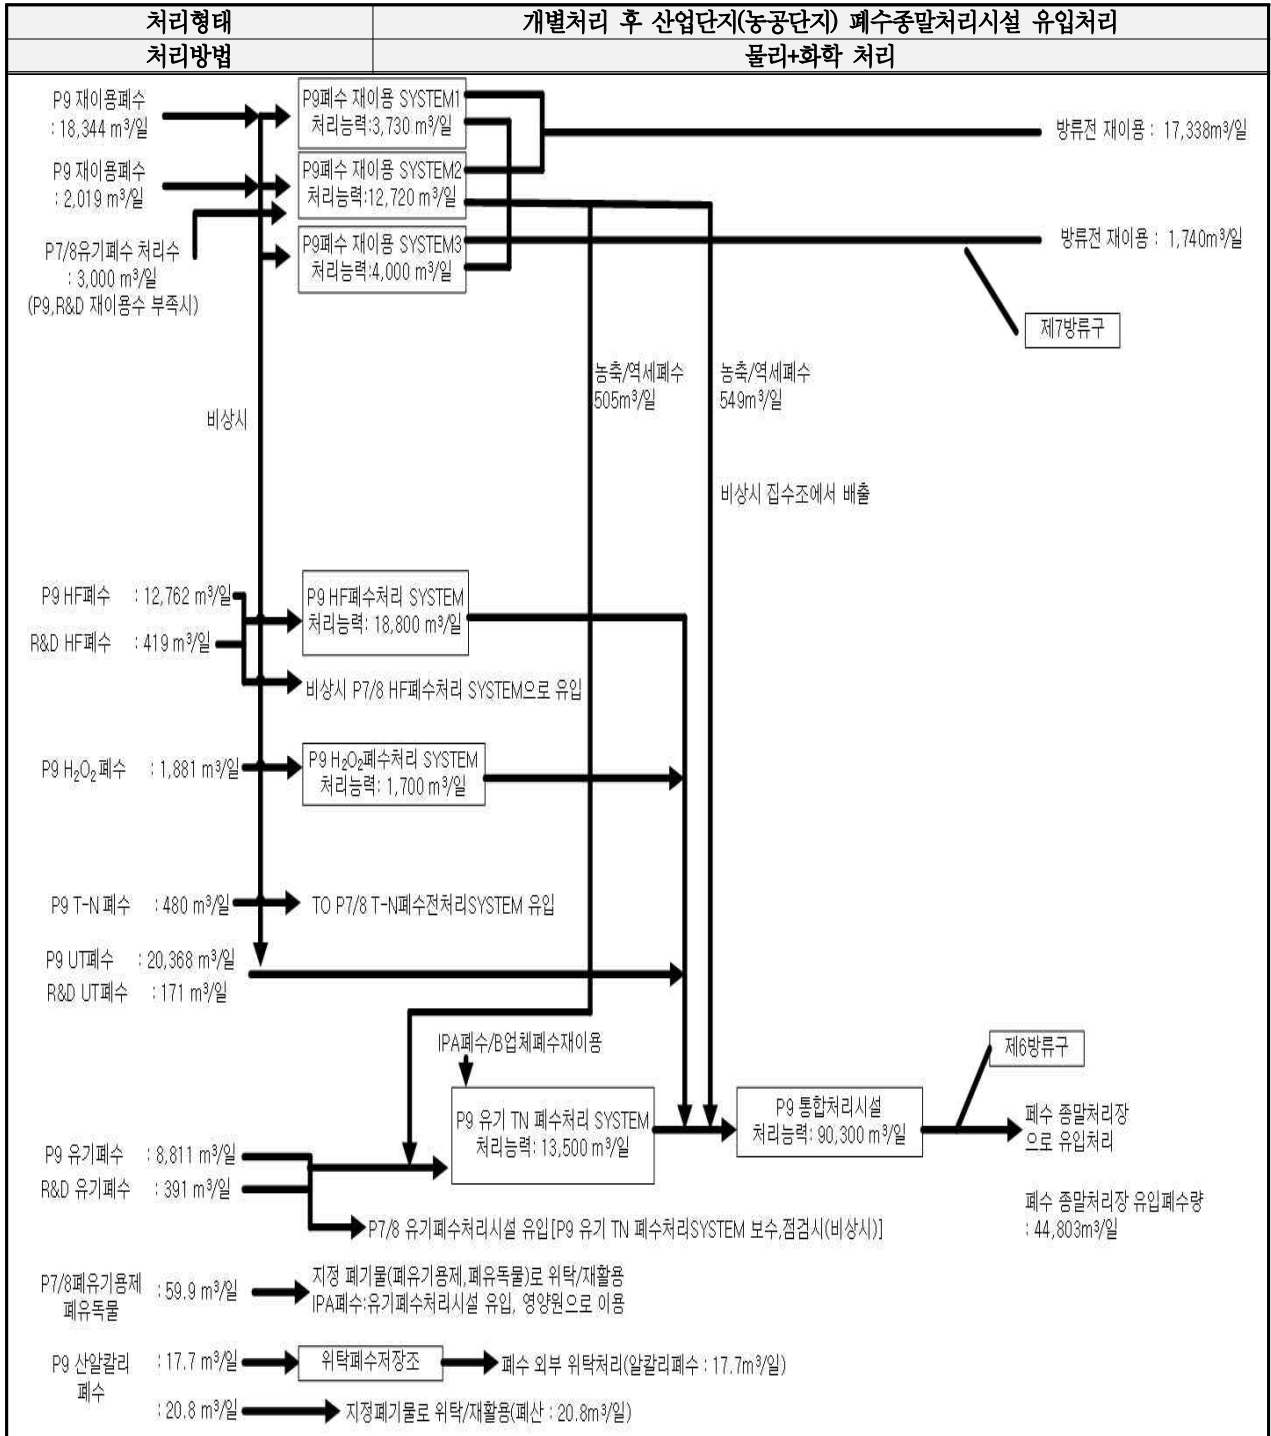 처리형태
개별처리 후 산업단지(농공단지) 폐수종말처리시설 유입처리
처리방법
물리+화학 처리
P9 재이용폐수
: 18,344 m³/일
P9폐수 재이용 SYSTEM1
처리능력:3,730 m³/일
방류전 재이용 : 17,338m³/일
P9 재이용폐수
: 2,019 m³/일
P9폐수 재이용 SYSTEM2
처리능력:12,720 m³/일
P7/8유기폐수 처리수
: 3,000 m³/일
(P9,R&D 재이용수 부족시)
P9폐수 재이용 SYSTEM3
처리능력:4,000 m³/일
방류전 재이용 : 1,740m³/일
제7방류구
농축/역세폐수
505m³/일
농축/역세폐수
549m³/일
비상시
비상시 집수조에서 배출
P9 HF폐수 : 12,762 m³/일
R&D HF폐수 : 419 m³/일
P9 HF폐수처리 SYSTEM
처리능력: 18,800 m³/일
비상시 P7/8 HF폐수처리 SYSTEM으로 유입
P9 H₂O₂ 폐수 : 1,881 m³/일
P9 H₂O₂폐수처리 SYSTEM
처리능력: 1,700 m³/일
P9 T-N 폐수 : 480 m³/일
TO P7/8 T-N폐수전처리SYSTEM 유입
P9 UT폐수 : 20,368 m³/일
R&D UT폐수 : 171 m³/일
IPA폐수/B업체폐수재이용
제6방류구
P9 유기 TN 폐수처리 SYSTEM
처리능력: 13,500 m³/일
P9 통합처리시설
처리능력: 90,300 m³/일
폐수 종말처리장
으로 유입처리
P9 유기폐수 : 8,811 m³/일
R&D 유기폐수 : 391 m³/일
폐수 종말처리장 유입폐수량
: 44,803m³/일
P7/8 유기폐수처리시설 유입[P9 유기 TN 폐수처리SYSTEM 보수,점검시(비상시)]
P7/8폐유기용제
폐유독물
: 59.9 m³/일
지정 폐기물(폐유기용제,폐유독물)로 위탁/재활용
IPA폐수:유기폐수처리시설 유입, 영양원으로 이용
P9 산알칼리
폐수
: 17.7 m³/일
위탁폐수저장조
폐수 외부 위탁처리(알칼리폐수 : 17.7m³/일)
: 20.8 m³/일
지정폐기물로 위탁/재활용(폐산 : 20.8m³/일)